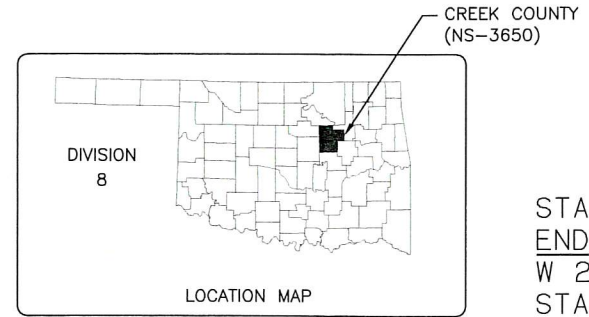 CREEK COUNTY
(NS-3650)
DIVISION
8
LOCATION MAP
STA
END
W 2
STA